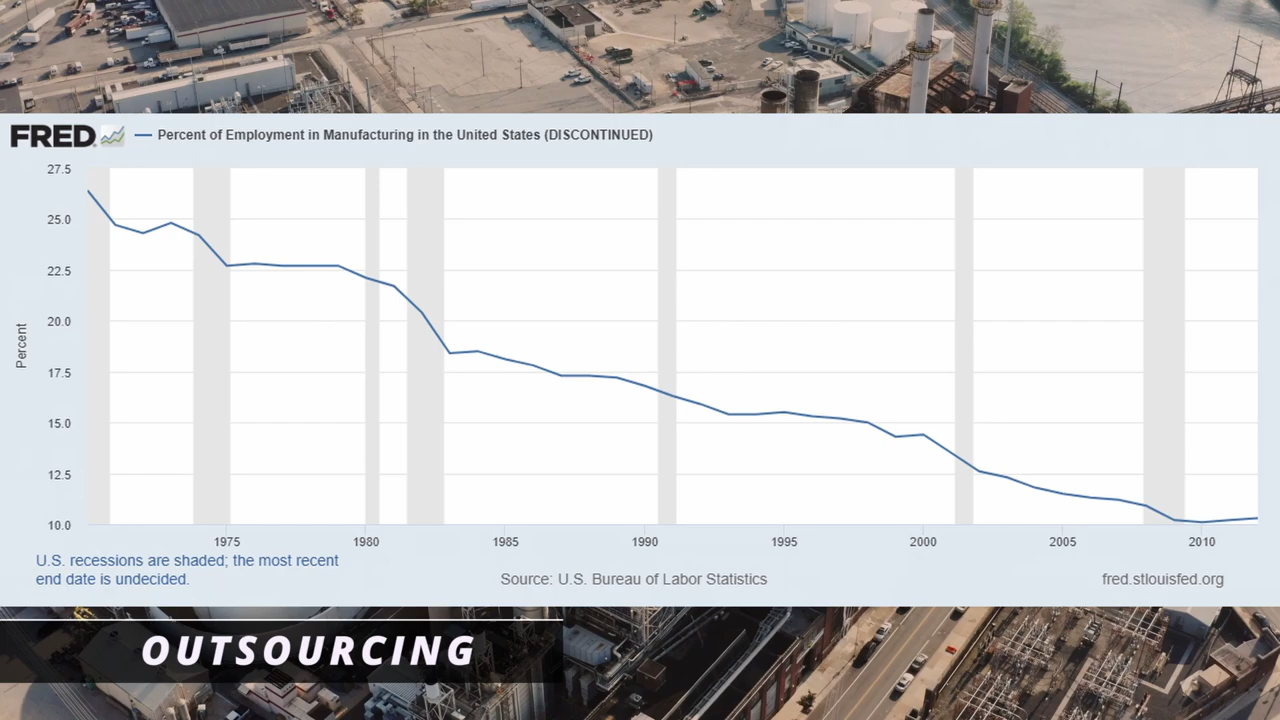 FRED
Percent of Employment in Manufacturing in the United States (DISCONTINUED)
27.5
25.0
22.5
20.0
17.5
15.0
12.5
10.0
Percent
1975 1980 1985 1990 1995 2000 2005 2010
U.S. recessions are shaded; the most recent
end date is undecided.
Source: U.S. Bureau of Labor Statistics
fred.stlouisfed.org
OUTSOURCING